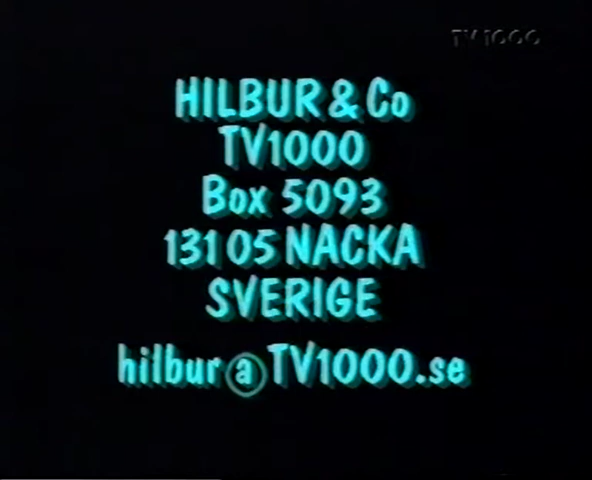 TV1000
HILBUR & Co
TV1000
Box 5093
131 05 NACKA
SVERIGE
hilbur@TV1000.se